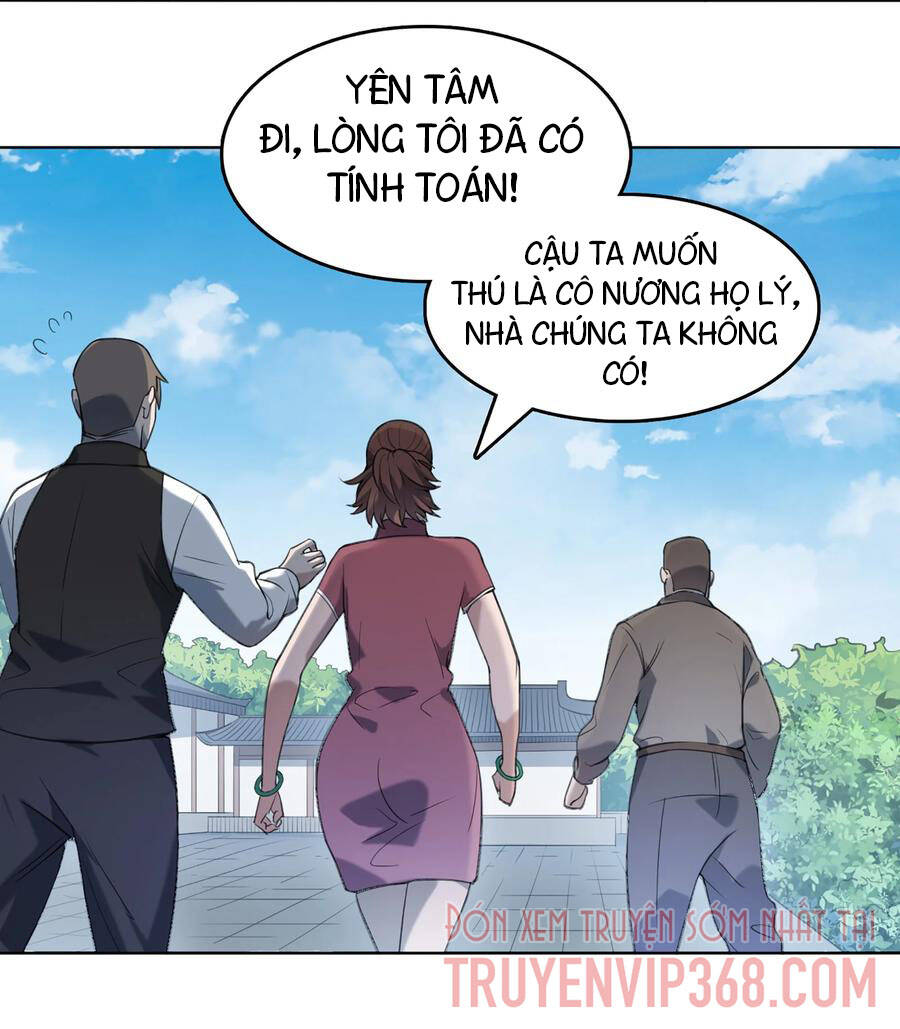 YÊN TÂM
ĐI, LÒNG TÔI ĐÃ CÓ
TÍNH TOÁN!
CẬU TA MUỐN
THÚ LÀ CÔ NƯƠNG HỌ LÝ,
NHÀ CHÚNG TA KHÔNG
CÓ!
ĐÓN XEM TRUYỆN SỚM NHẤT TẠI
TRUYENVIP368.COM